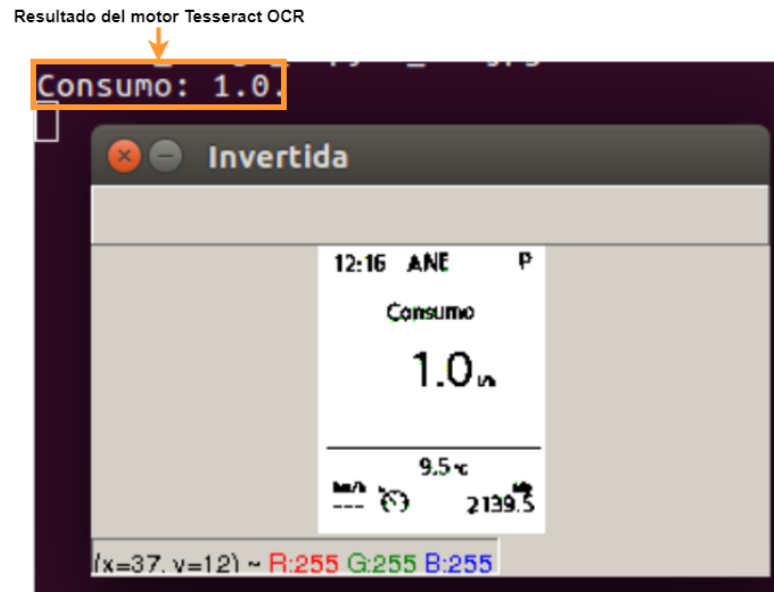 Resultado del motor Tesseract OCR
Consumo: 1.0.
Invertida
12:16 ANE P
Consumo
1.0
9.5 °C
km/h
--- 2139.5
(x=37, y=12) ~ R:255 G:255 B:255